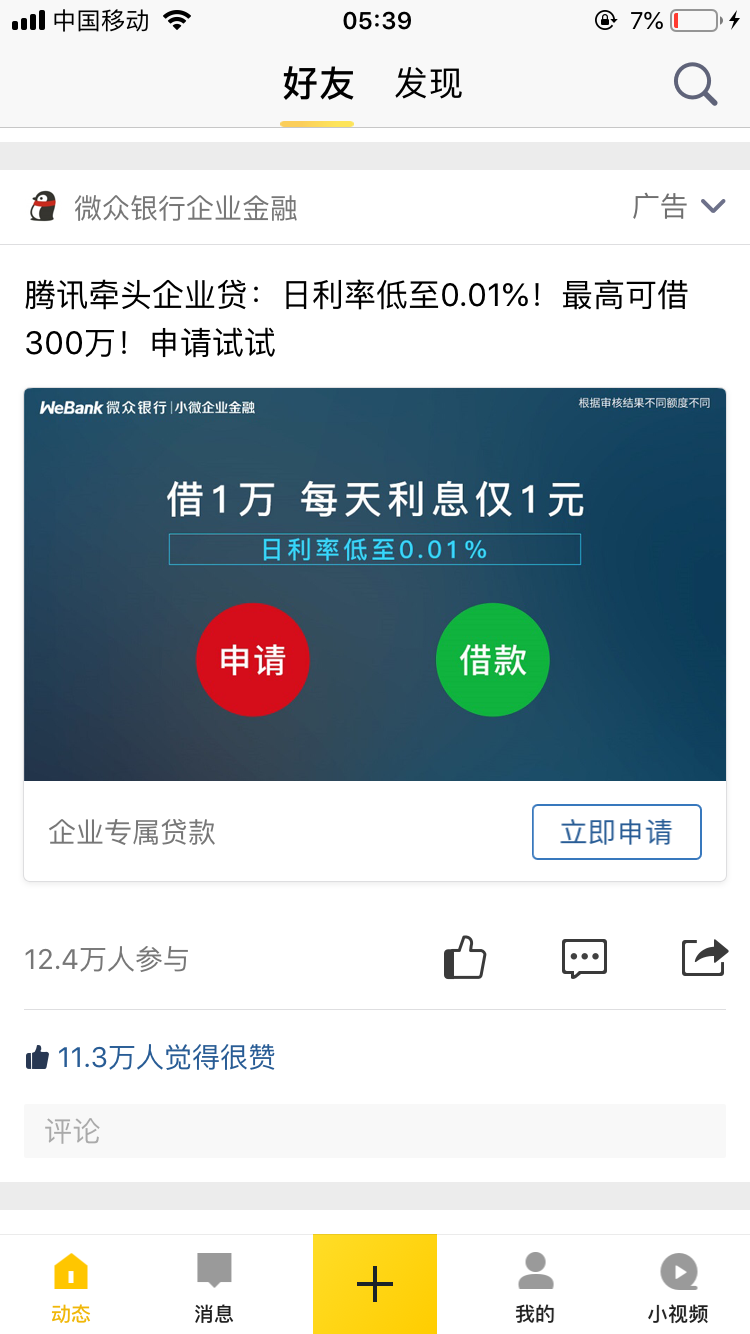 中国移动 05:39 7%
好友 发现
微众银行企业金融 广告
腾讯牵头企业贷：日利率低至0.01%！最高可借
300万！申请试试
WeBank 微众银行|小微企业金融 根据审核结果不同额度不同
借1万 每天利息仅1元
日利率低至0.01%
申请 借款
企业专属贷款 立即申请
12.4万人参与
11.3万人觉得很赞
评论
动态 消息 我的 小视频